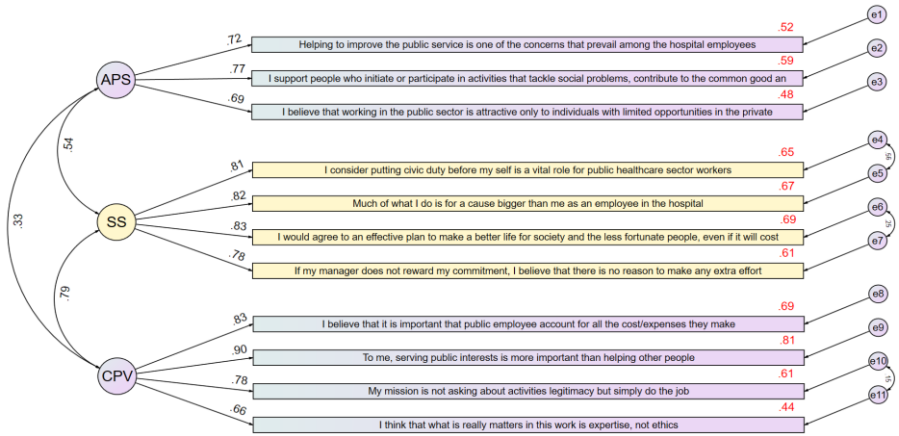 e1
.52
.72
Helping to improve the public service is one of the concerns that prevail among the hospital employees
e2
.59
APS
.77
I support people who initiate or participate in activities that tackle social problems, contribute to the common good an
e3
.48
.69
I believe that working in the public sector is attractive only to individuals with limited opportunities in the private
.54
e4
.65
.81
I consider putting civic duty before my self is a vital role for public healthcare sector workers
e5
.67
.82
Much of what I do is for a cause bigger than me as an employee in the hospital
SS
.33
e6
.69
.83
I would agree to an effective plan to make a better life for society and the less fortunate people, even if it will cost
.25
e7
.61
.78
If my manager does not reward my commitment, I believe that there is no reason to make any extra effort
.79
e8
.69
.83
I believe that it is important that public employee account for all the cost/expenses they make
e9
.81
.90
To me, serving public interests is more important than helping other people
CPV
e10
.61
.78
My mission is not asking about activities legitimacy but simply do the job
e11
.44
.66
I think that what is really matters in this work is expertise, not ethics